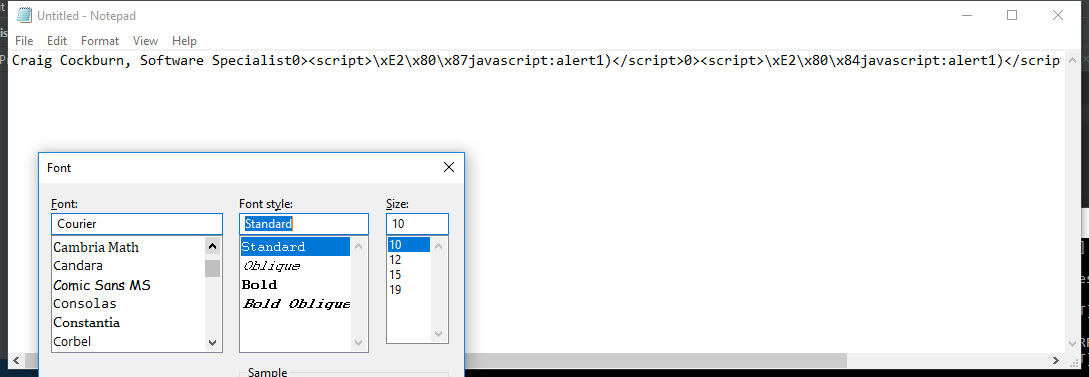 Untitled - Notepad
File Edit Format View Help
Craig Cockburn, Software Specialist0><script>\xE2\x80\x87javascript:alert1)</script>0><script>\xE2\x80\x84javascript:alert1)</script
Font
Font: Font style: Size:
Courier Standard 10
Cambria Math Standard 10
Candara Oblique 12
Comic Sans MS Bold 15
Consolas Bold Oblique 19
Constantia
Corbel
Sample